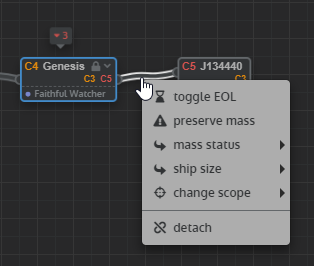 3
C4 Genesis
C5 J134440
C3 C5
C3
Faithful Watcher
toggle EOL
preserve mass
mass status
ship size
change scope
detach